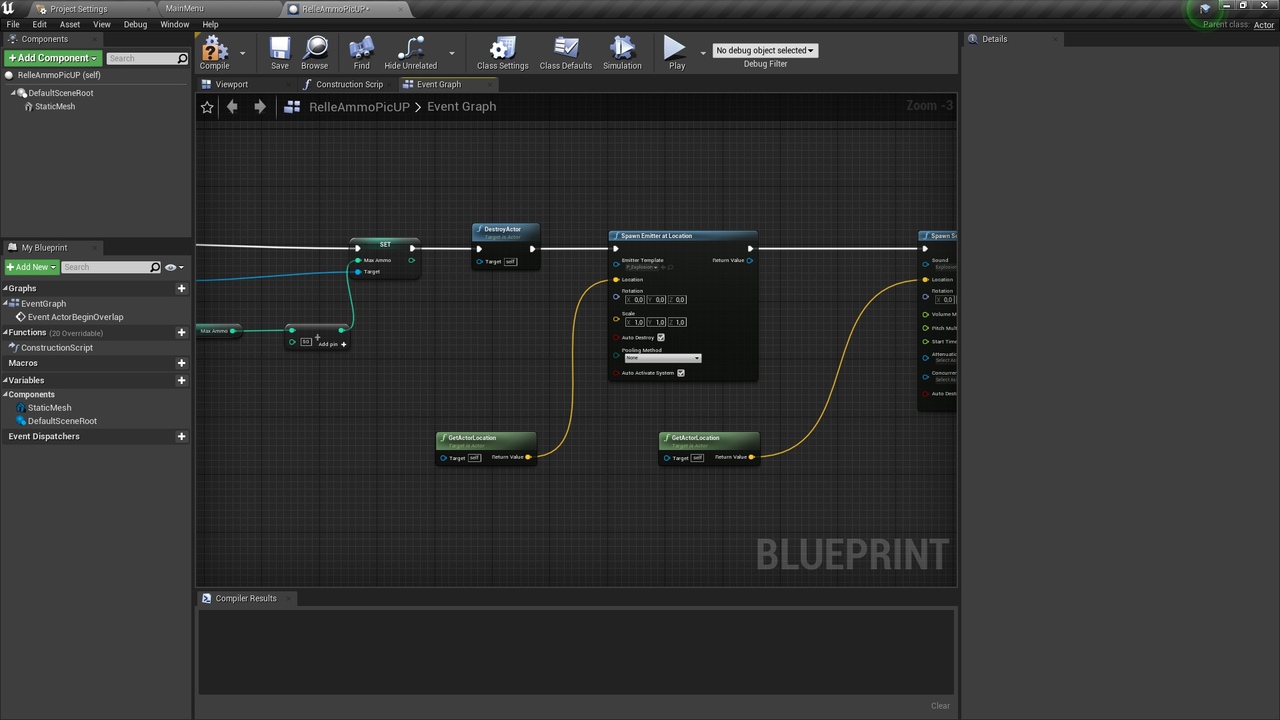 Project Settings
MainMenu
RelleAmmoPicUP*
File Edit Asset View Debug Window Help
Parent class: Actor
Components
+Add Component
Search
RelleAmmoPicUP (self)
DefaultSceneRoot
StaticMesh
Compile
Save
Browse
Find
Hide Unrelated
Class Settings
Class Defaults
Simulation
Play
No debug object selected
Debug Filter
Details
Viewport
Construction Scrip
Event Graph
RelleAmmoPicUP > Event Graph
Zoom -3
My Blueprint
+Add New
Search
Graphs
EventGraph
Event ActorBeginOverlap
Functions (20 Overridable)
ConstructionScript
Macros
Variables
Components
StaticMesh
DefaultSceneRoot
Event Dispatchers
SET
Max Ammo
Target
Max Ammo
Add pin +
DestroyActor
Target is Actor
Target self
Spawn Emitter at Location
Emitter Template
Return Value
P_Explosion
Location
Rotation
X 0,0 Y 0,0 Z 0,0
Scale
X 1,0 Y 1,0 Z 1,0
Auto Destroy
Pooling Method
None
Auto Activate System
GetActorLocation
Target is Actor
Target self Return Value
GetActorLocation
Target is Actor
Target self Return Value
Sound
Location
Rotation
X 0,0
Volume M
Pitch Mult
Start Time
Attenuati
Concurren
Auto Dest
BLUEPRINT
Compiler Results
Clear